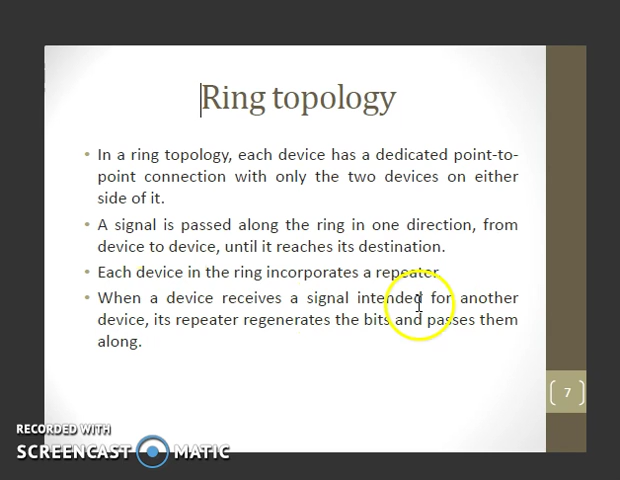 Ring topology
• In a ring topology, each device has a dedicated point-to-
point connection with only the two devices on either
side of it.
• A signal is passed along the ring in one direction, from
device to device, until it reaches its destination.
• Each device in the ring incorporates a repeater.
• When a device receives a signal intended for another
device, its repeater regenerates the bits and passes them
along.
7
RECORDED WITH
SCREENCAST MATIC